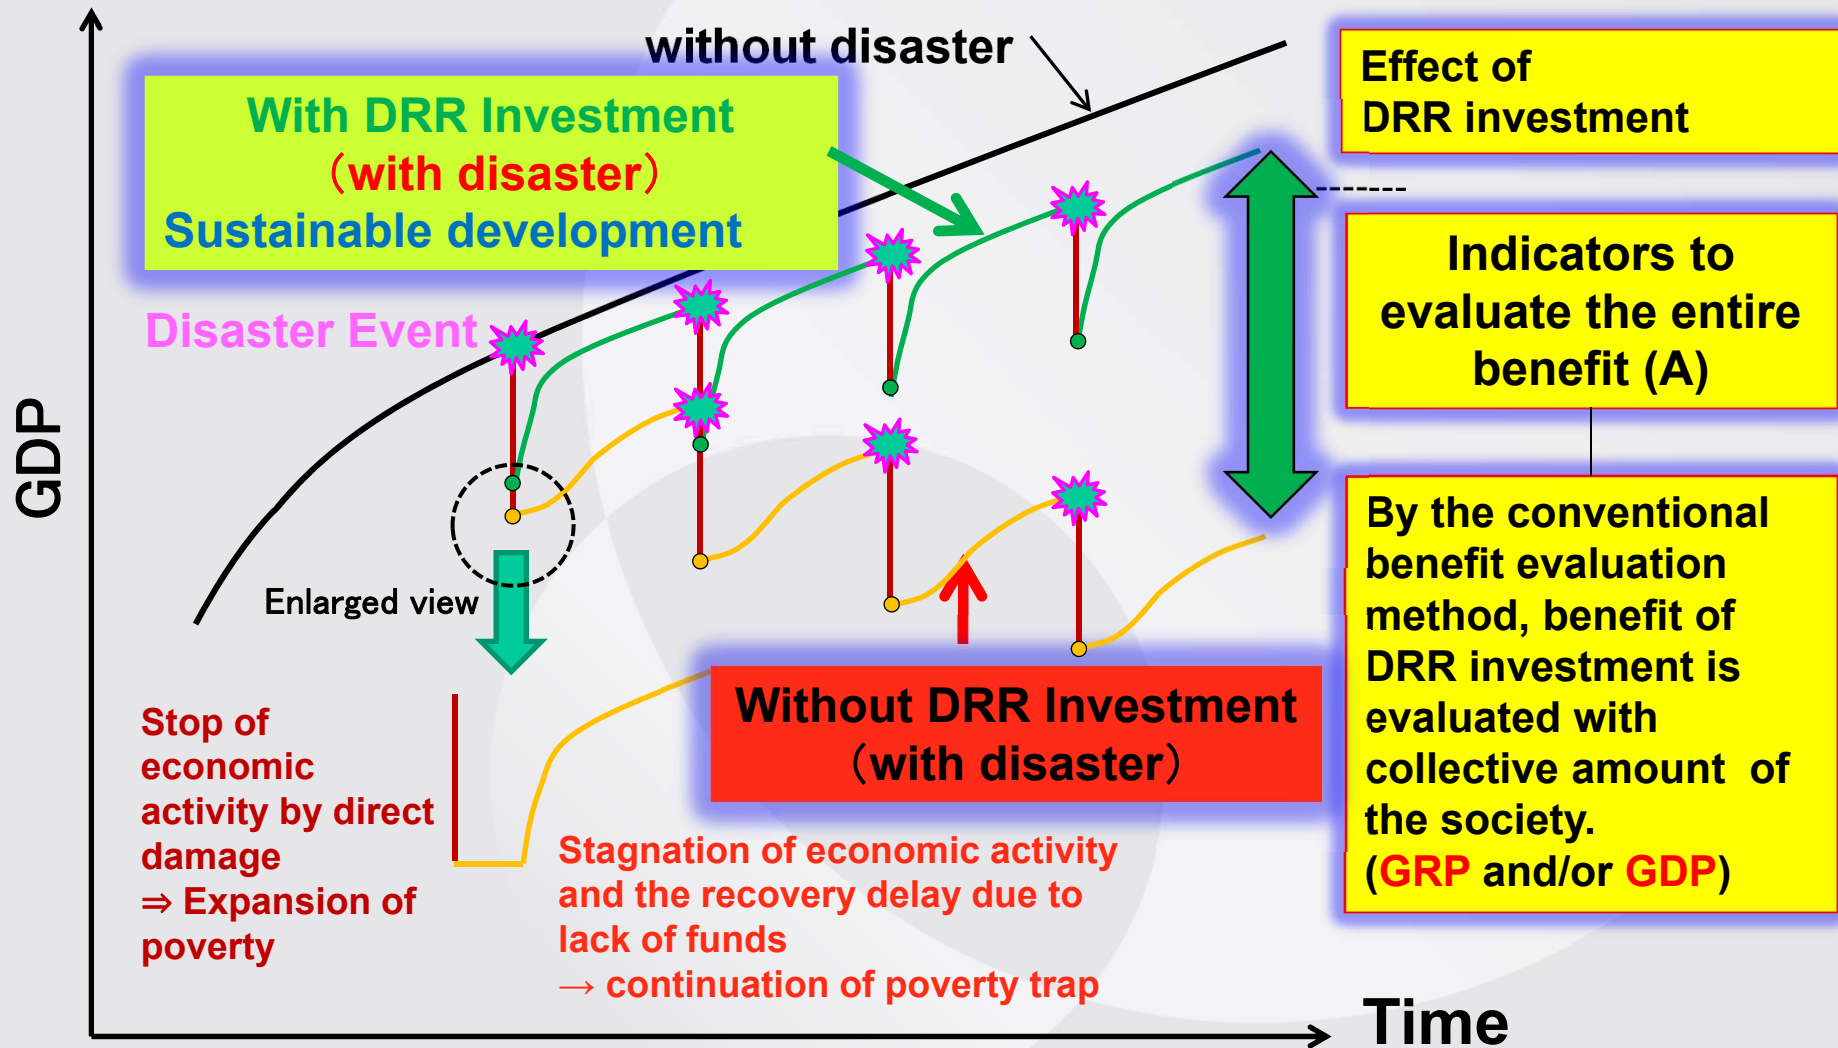 without disaster
With DRR Investment
（with disaster）
Sustainable development
Disaster Event
GDP
Enlarged view
Stop of
economic
activity by direct
damage
⇒ Expansion of
poverty
Without DRR Investment
（with disaster）
Stagnation of economic activity
and the recovery delay due to
lack of funds
→ continuation of poverty trap
Effect of
DRR investment
Indicators to
evaluate the entire
benefit (A)
By the conventional
benefit evaluation
method, benefit of
DRR investment is
evaluated with
collective amount of
the society.
(GRP and/or GDP)
Time